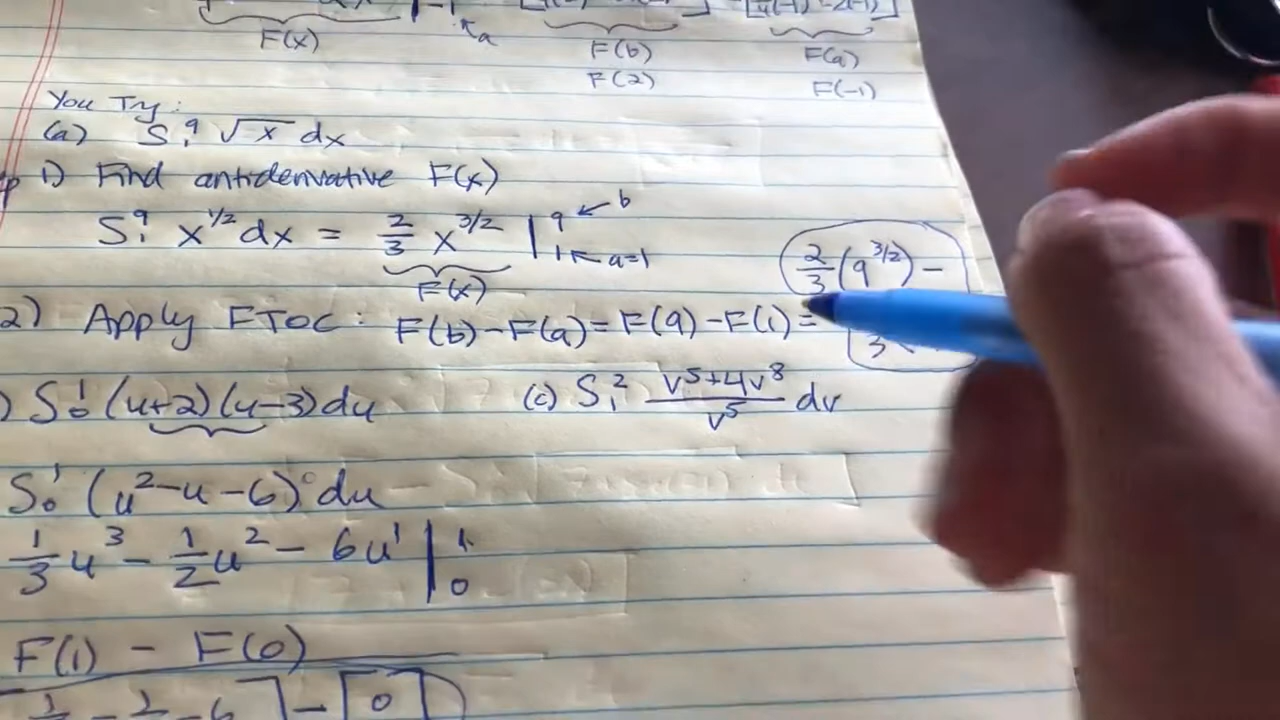 F(x) a F(b) F(a)
F(2) F(-1)
You Try:
(a) ∫₁⁹ √x dx
1) Find antiderivative F(x)
∫₁⁹ x^{1/2} dx = 2/3 x^{3/2} |₁⁹ ← b ← a=1
F(x)
2/3 (9^{3/2}) -
2) Apply FTOC: F(b) - F(a) = F(9) - F(1) =
3
) ∫₀¹ (u+2)(u-3) du (c) ∫₁² (v⁵+4v⁸)/v⁵ dv
∫₀¹ (u²-u-6) du
1/3 u³ - 1/2 u² - 6u¹ |₀¹
F(1) - F(0)
- 6] - [0]